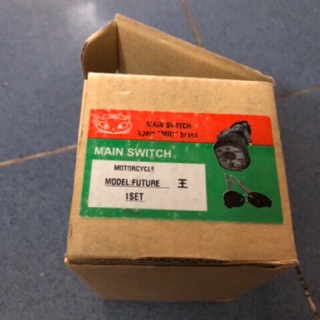 MAIN SWITCH
MAIN SWITCH
MOTORCYCLE
MODEL:FUTURE 王
1SET